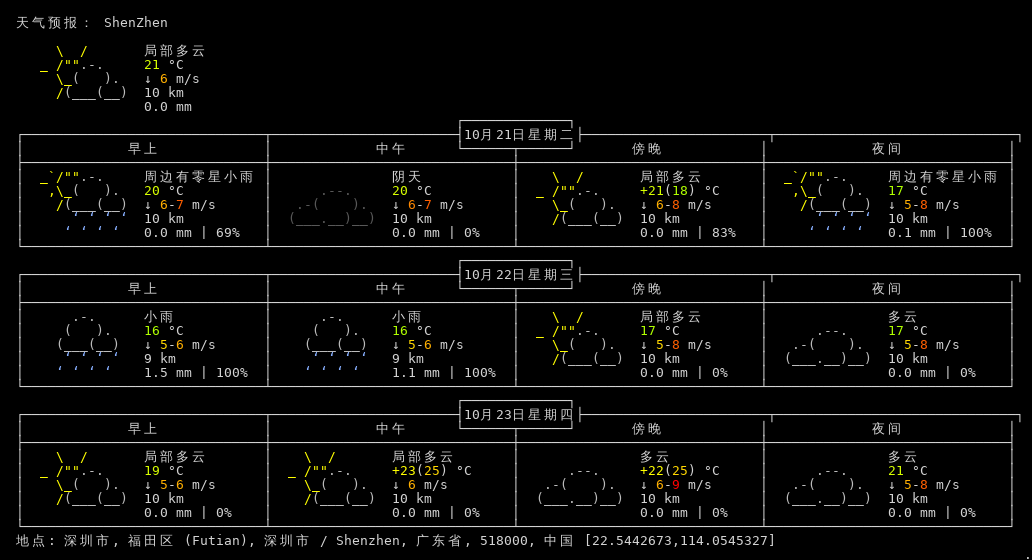 天气预报： ShenZhen
局部多云
21 °C
↓ 6 m/s
10 km
0.0 mm
10月21日星期二
早上 中午 傍晚 夜间
周边有零星小雨 阴天 局部多云 周边有零星小雨
20 °C 20 °C +21(18) °C 17 °C
↓ 6-7 m/s ↓ 6-7 m/s ↓ 6-8 m/s ↓ 5-8 m/s
10 km 10 km 10 km 10 km
0.0 mm | 69% 0.0 mm | 0% 0.0 mm | 83% 0.1 mm | 100%
10月22日星期三
早上 中午 傍晚 夜间
小雨 小雨 局部多云 多云
16 °C 16 °C 17 °C 17 °C
↓ 5-6 m/s ↓ 5-6 m/s ↓ 5-8 m/s ↓ 5-8 m/s
9 km 9 km 10 km 10 km
1.5 mm | 100% 1.1 mm | 100% 0.0 mm | 0% 0.0 mm | 0%
10月23日星期四
早上 中午 傍晚 夜间
局部多云 局部多云 多云 多云
19 °C +23(25) °C +22(25) °C 21 °C
↓ 5-6 m/s ↓ 6 m/s ↓ 6-9 m/s ↓ 5-8 m/s
10 km 10 km 10 km 10 km
0.0 mm | 0% 0.0 mm | 0% 0.0 mm | 0% 0.0 mm | 0%
地点: 深圳市, 福田区 (Futian), 深圳市 / Shenzhen, 广东省, 518000, 中国 [22.5442673,114.0545327]